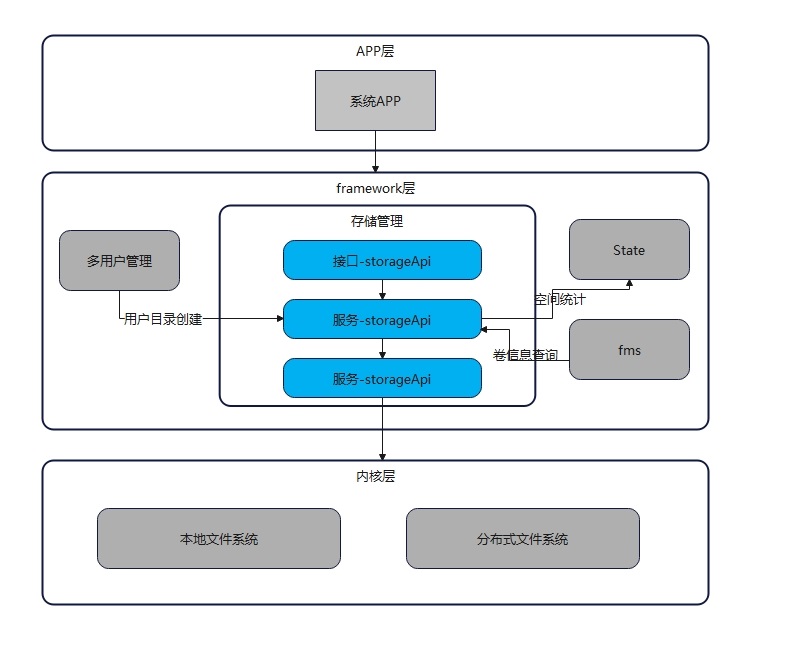 APP层
系统APP
framework层
存储管理
多用户管理
接口-storageApi
State
用户目录创建
服务-storageApi
空间统计
卷信息查询
fms
服务-storageApi
内核层
本地文件系统
分布式文件系统